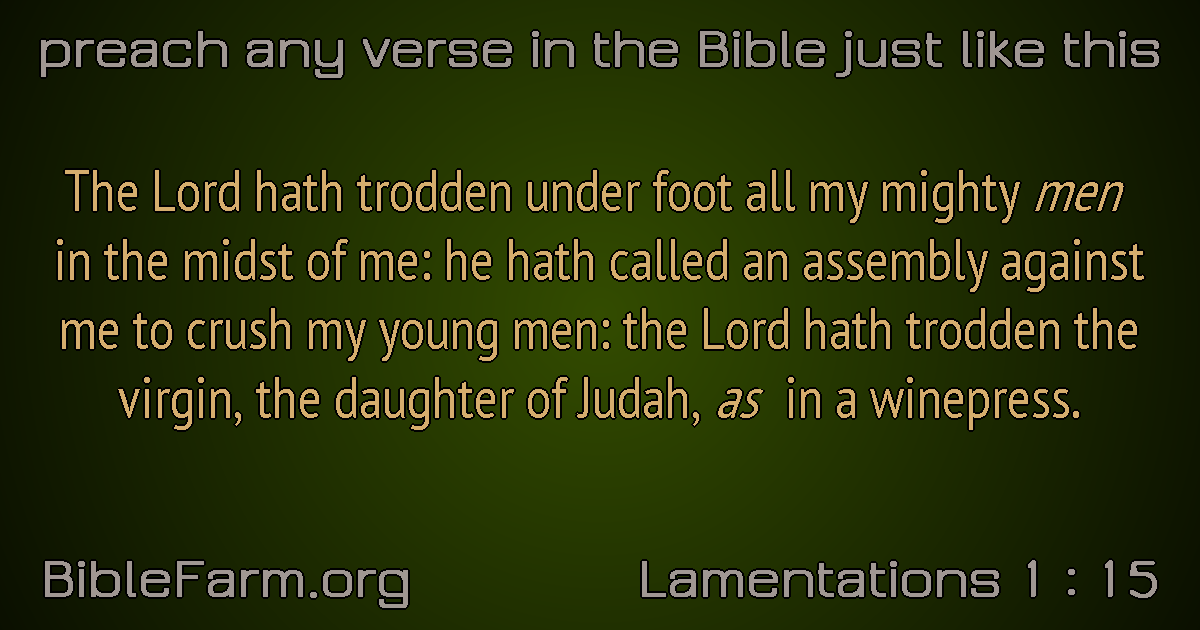 preach any verse in the Bible just like this
The Lord hath trodden under foot all my mighty men
in the midst of me: he hath called an assembly against
me to crush my young men: the Lord hath trodden the
virgin, the daughter of Judah, as in a winepress.
BibleFarm.org
Lamentations 1 : 15